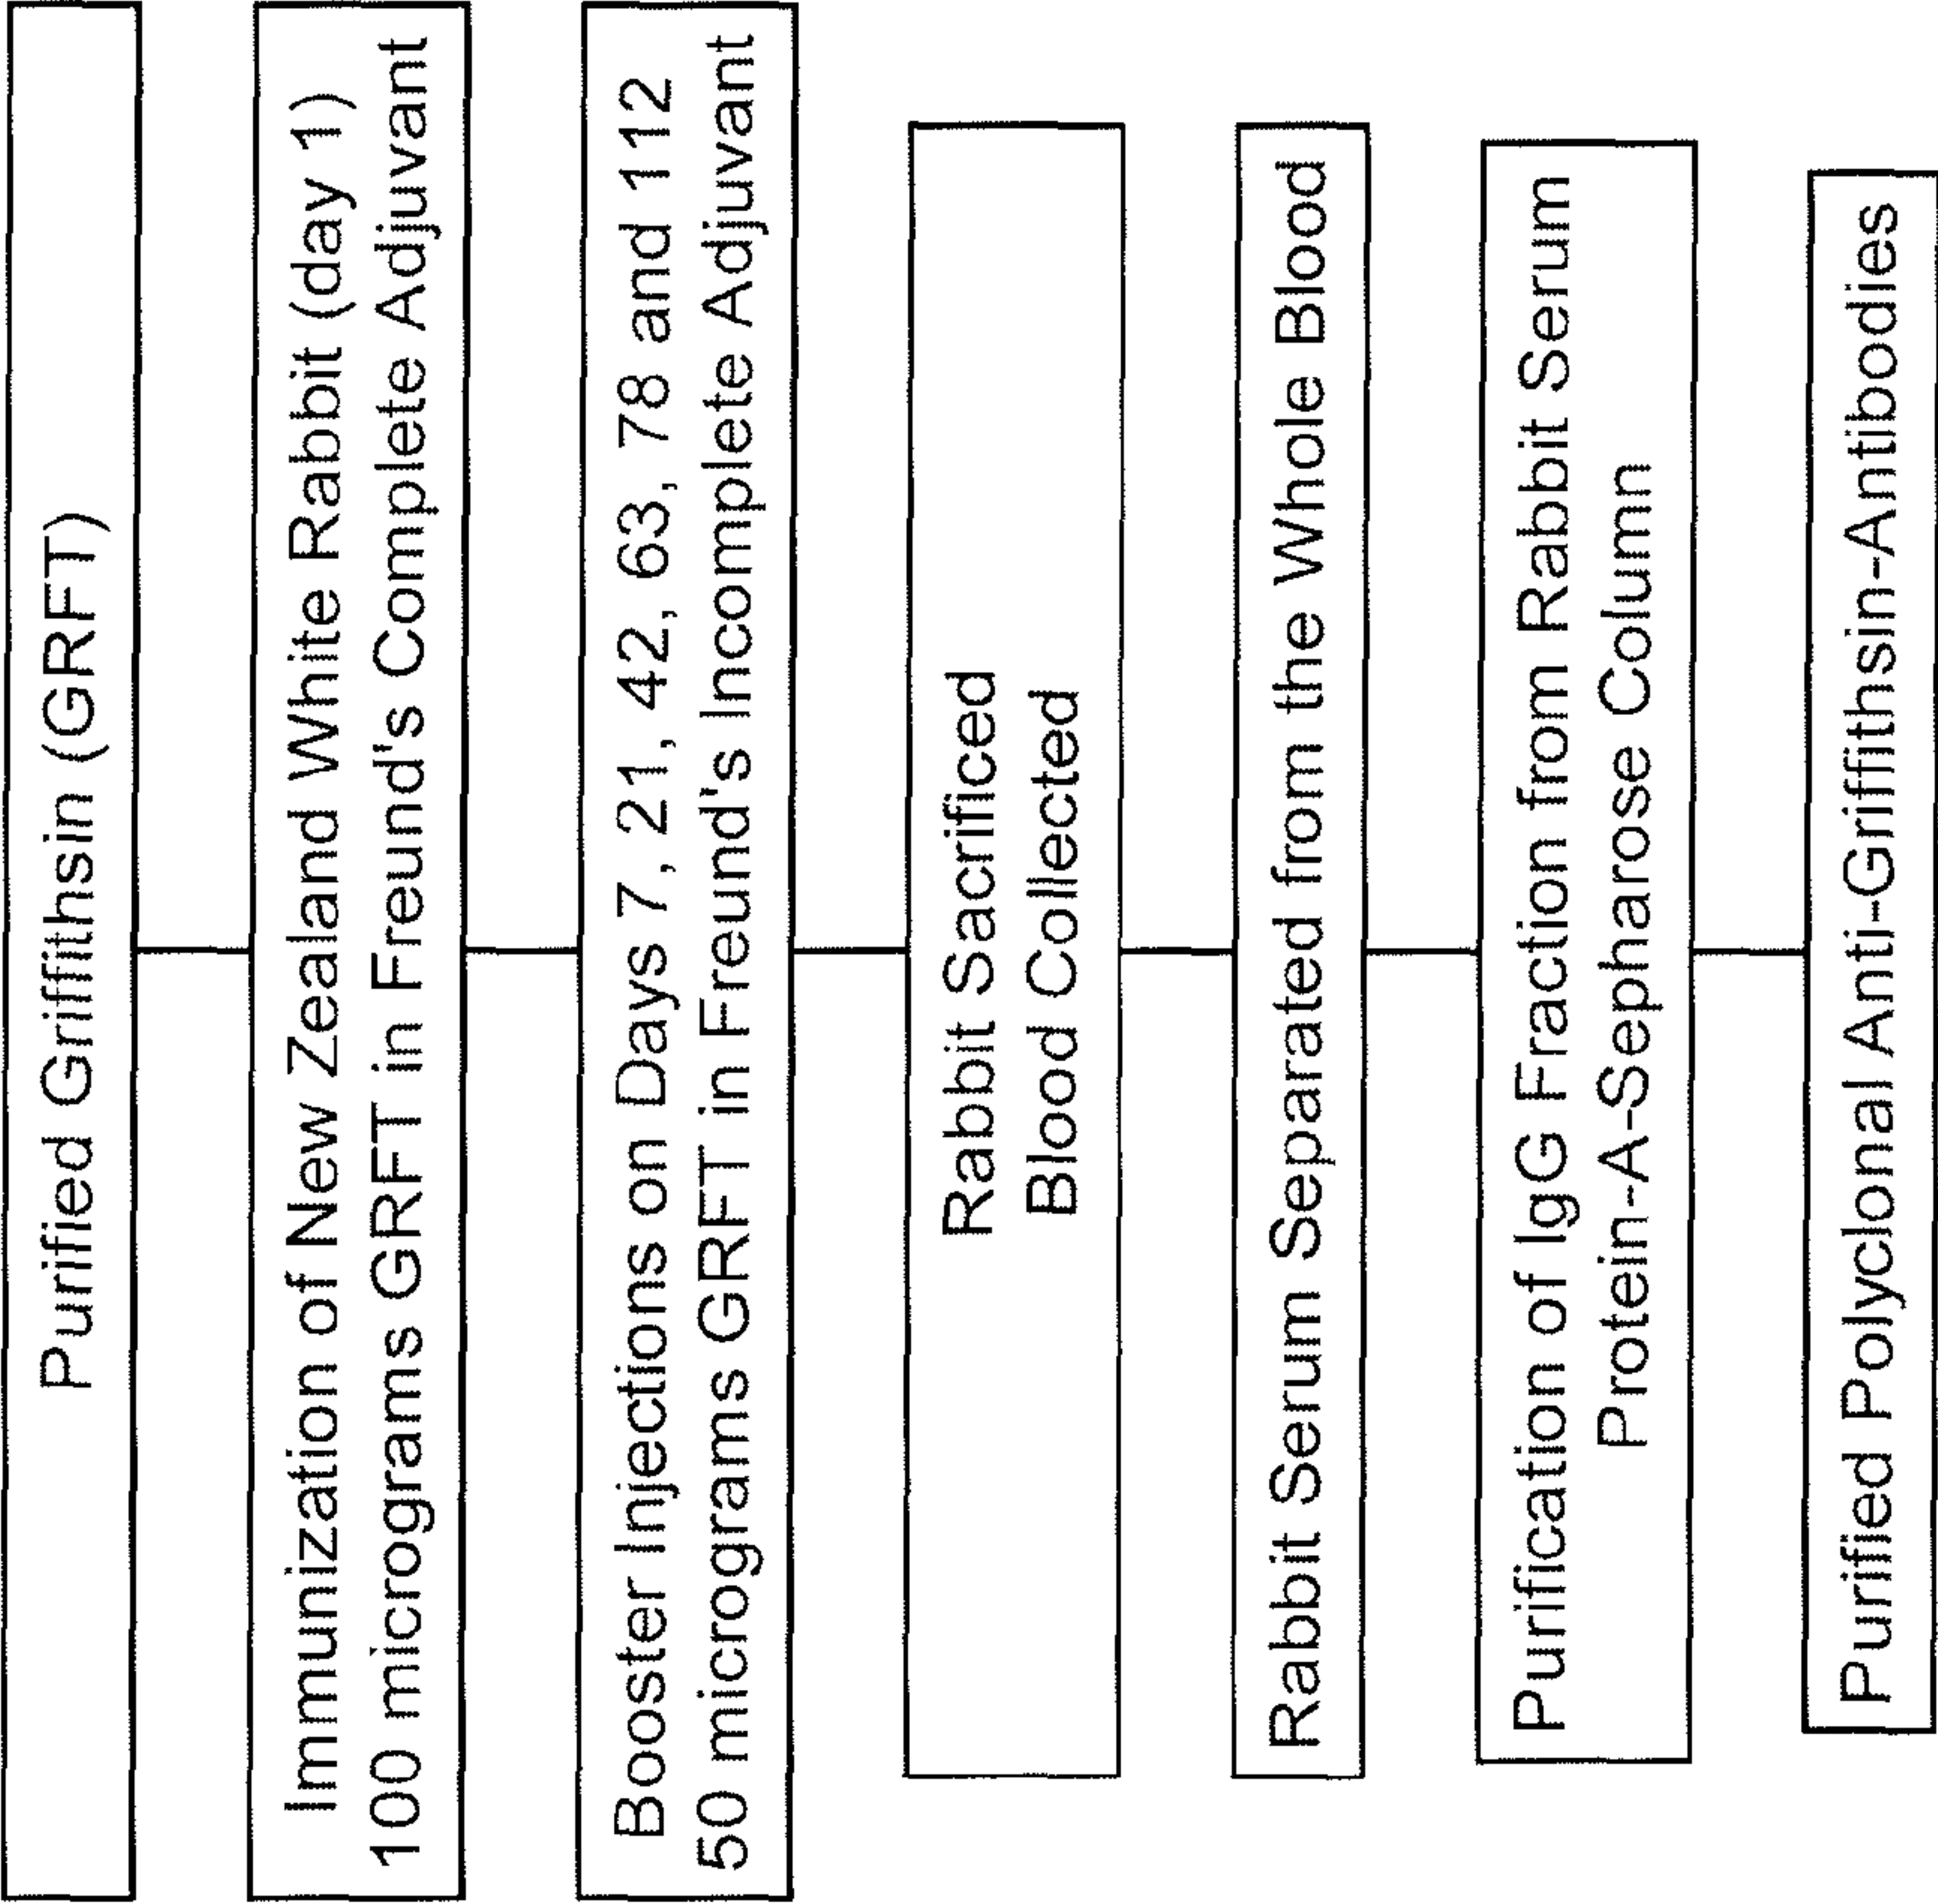 Purified Griffithsin (GRFT)
Immunization of New Zealand White Rabbit (day 1)
100 micrograms GRFT in Freund's Complete Adjuvant
Booster Injections on Days 7, 21, 42, 63, 78 and 112
50 micrograms GRFT in Freund's Incomplete Adjuvant
Rabbit Sacrificed
Blood Collected
Rabbit Serum Separated from the Whole Blood
Purification of IgG Fraction from Rabbit Serum
Protein-A-Sepharose Column
Purified Polyclonal Anti-Griffithsin-Antibodies